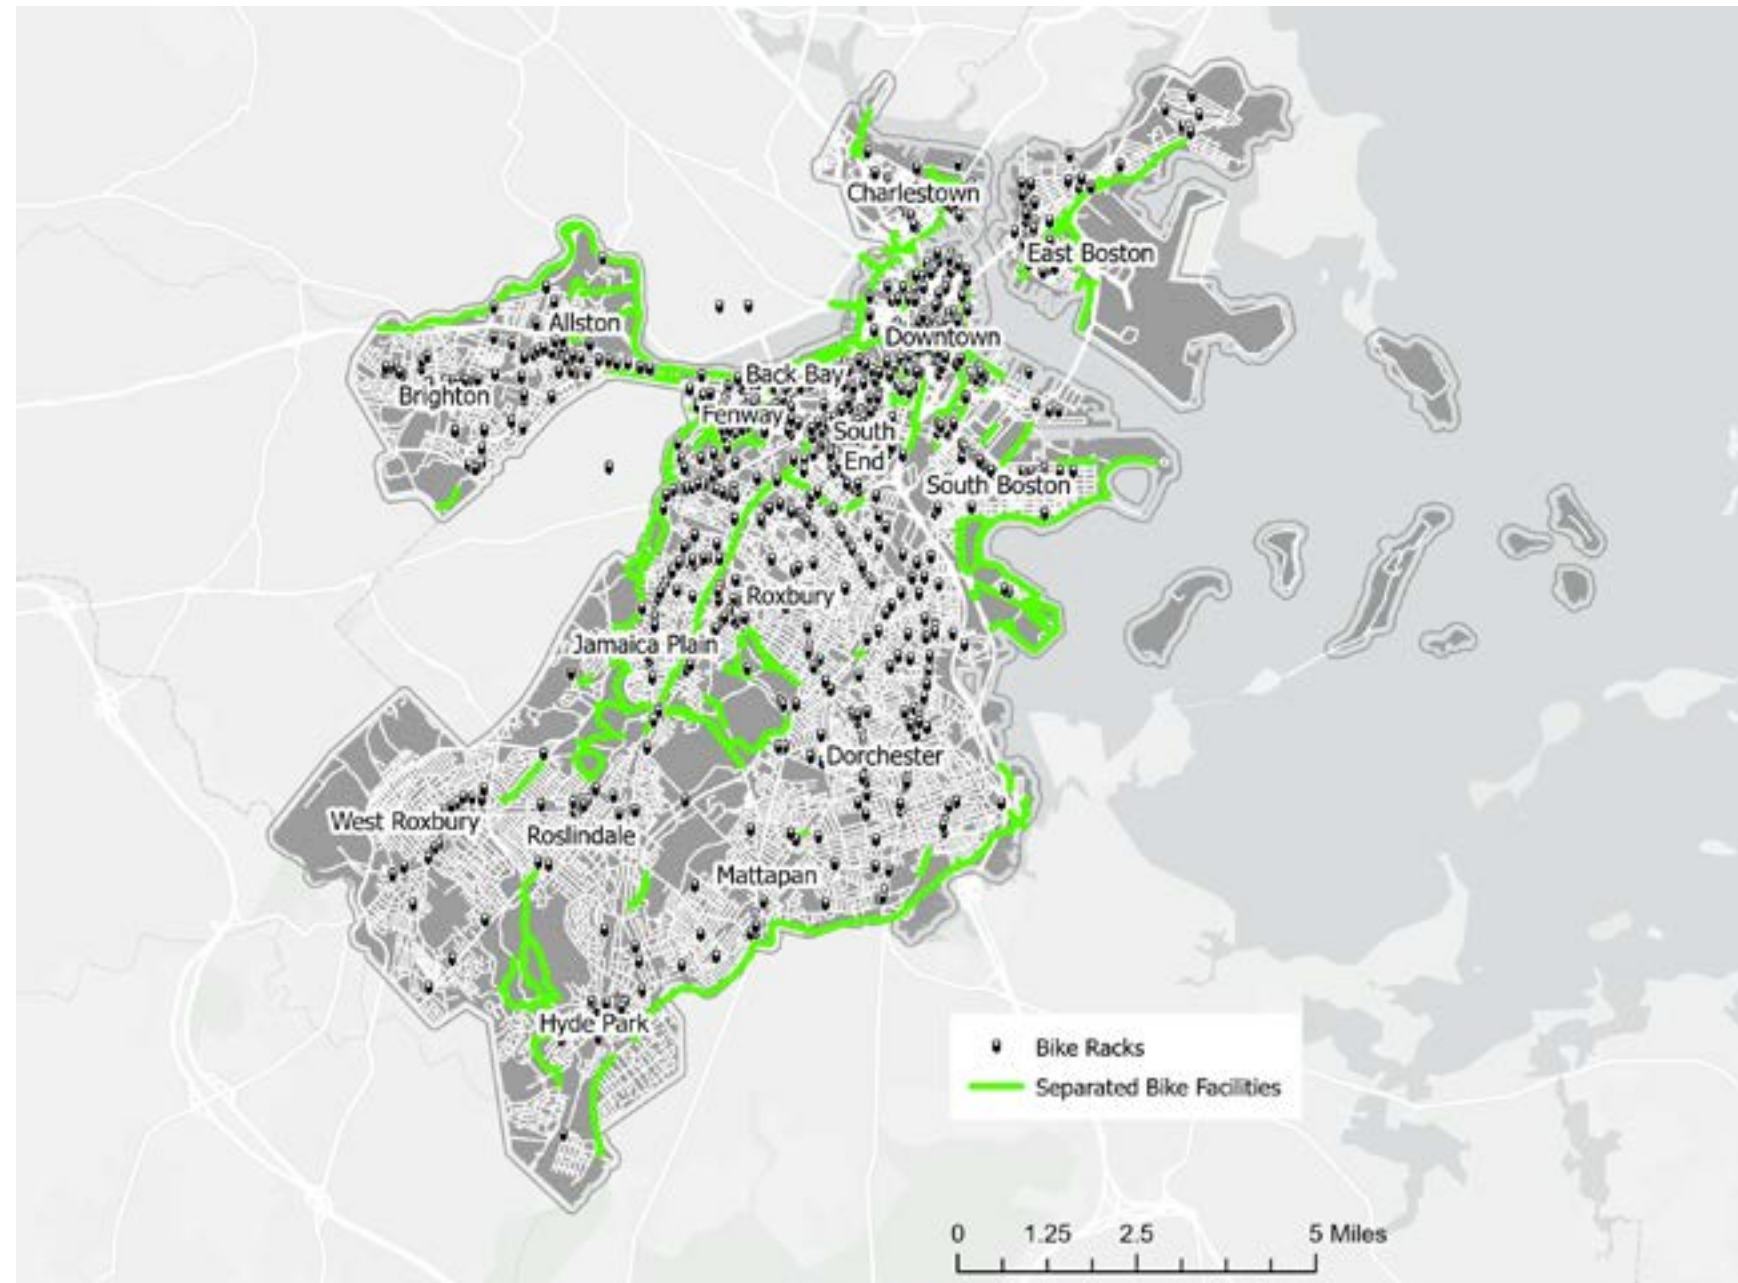 Charlestown
East Boston
Allston
Downtown
Back Bay
Brighton
Fenway
South
End
South Boston
Roxbury
Jamaica Plain
Dorchester
West Roxbury
Roslindale
Mattapan
Hyde Park
Bike Racks
Separated Bike Facilities
0 1.25 2.5 5 Miles